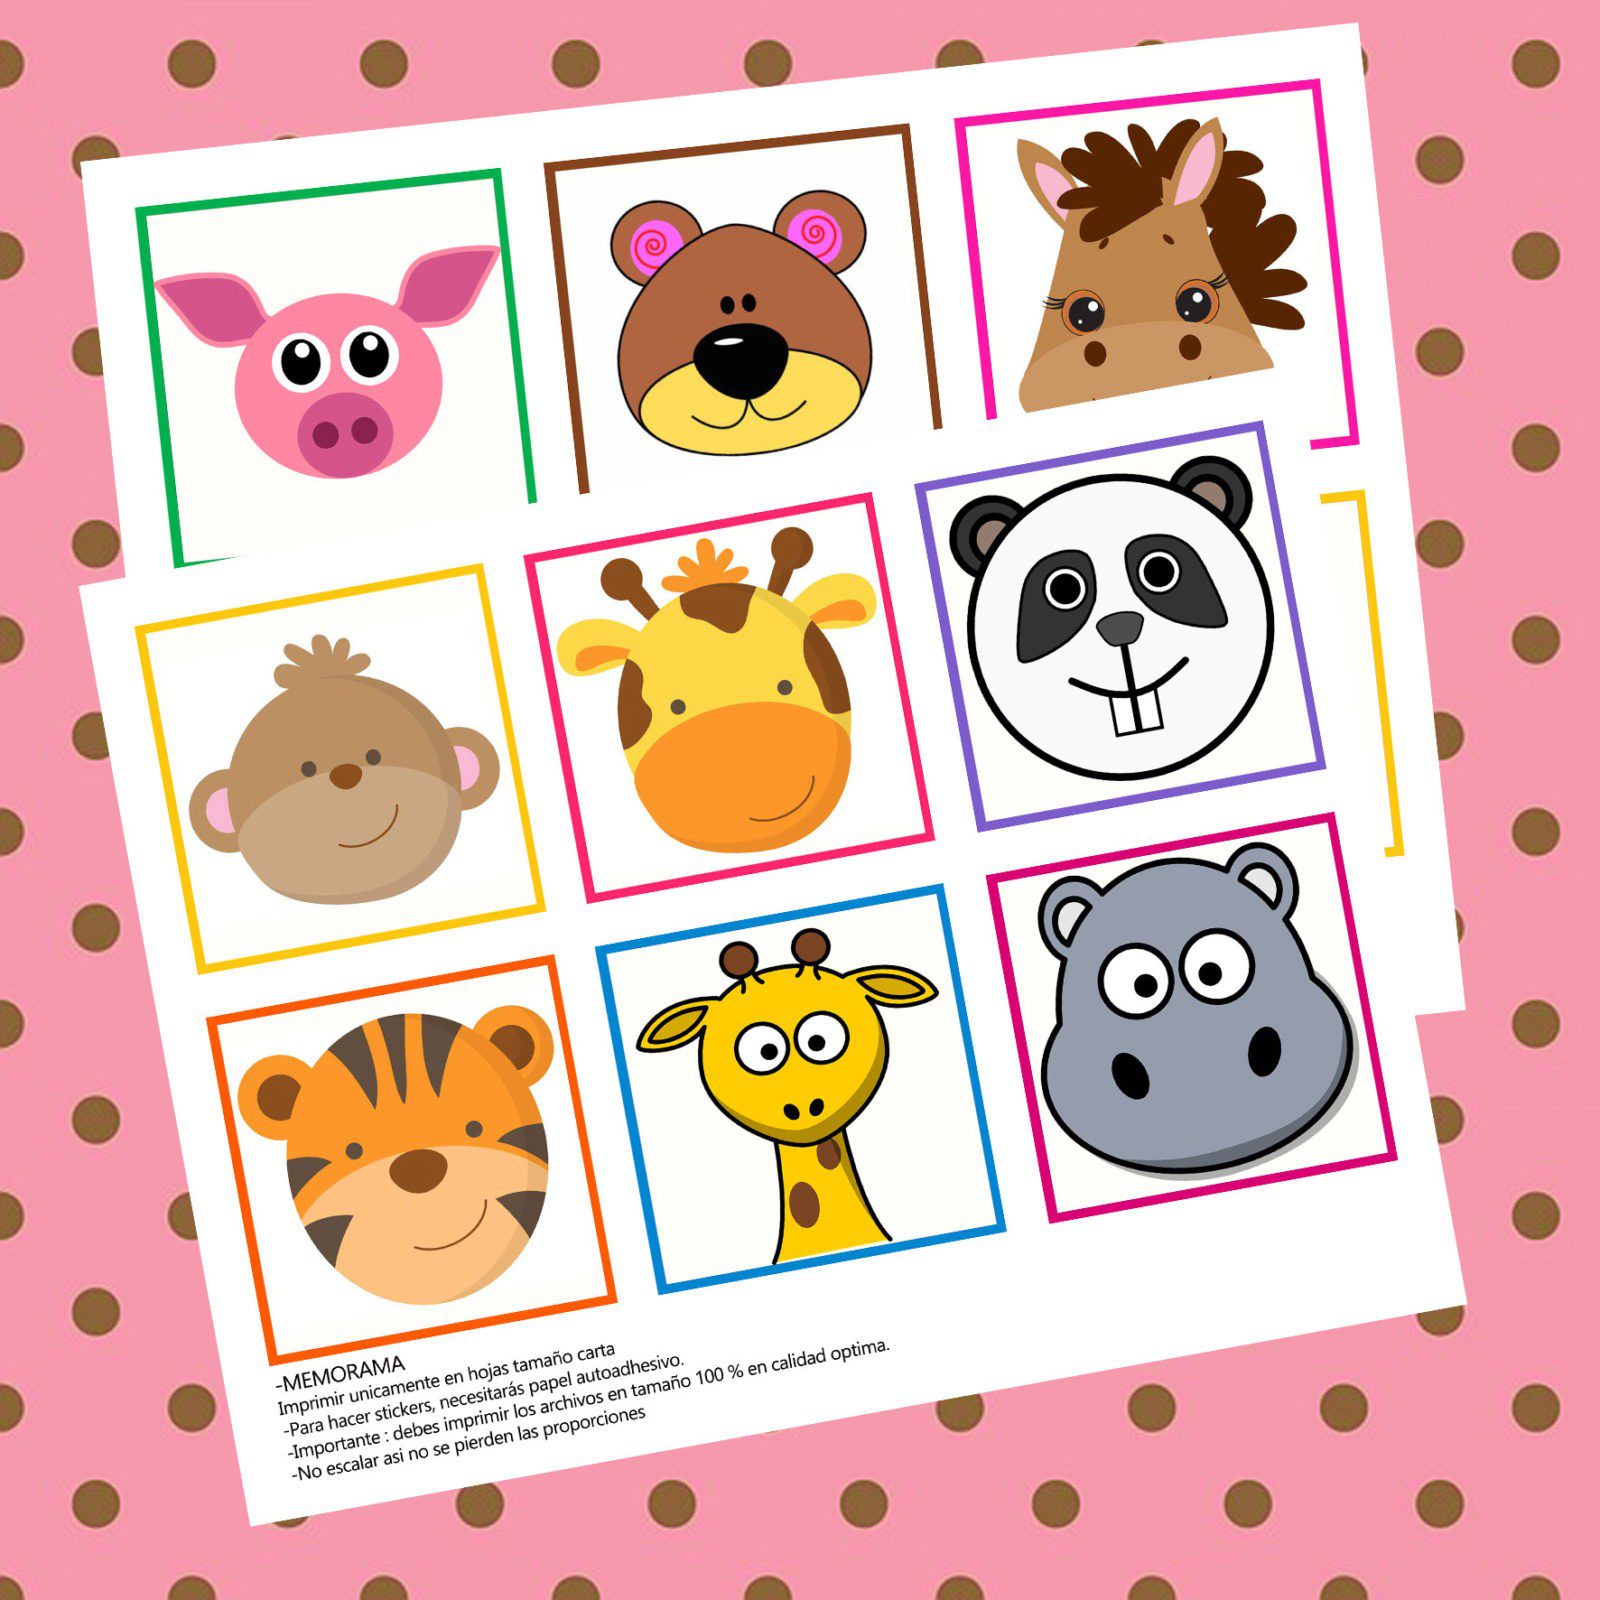 -MEMORAMA
Imprimir unicamente en hojas tamaño carta
-Para hacer stickers, necesitarás papel autoadhesivo.
-Importante : debes imprimir los archivos en tamaño 100 % en calidad optima.
-No escalar asi no se pierden las proporciones